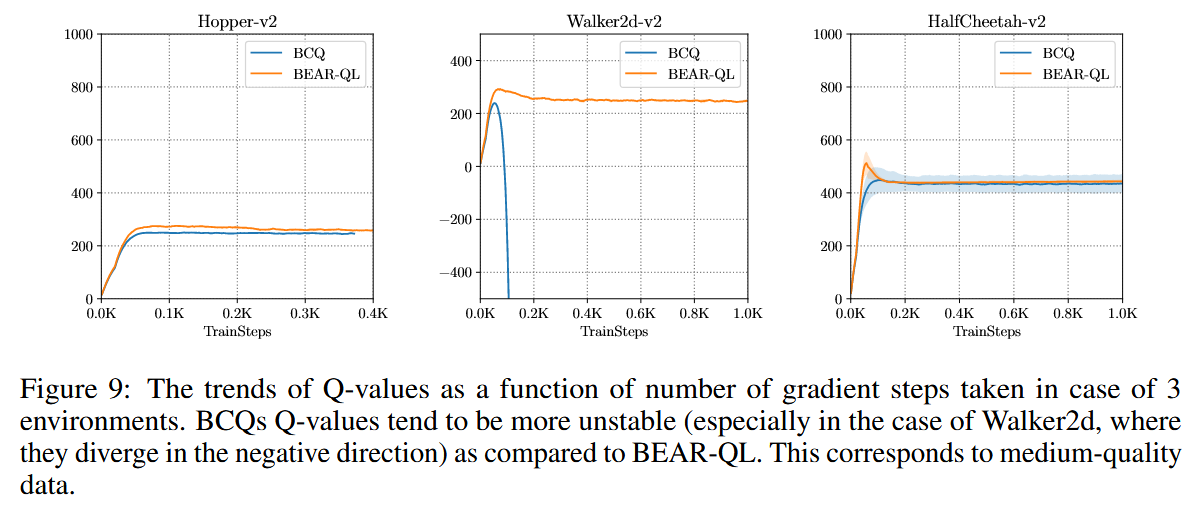 Hopper-v2
1000
800
600
400
200
0
0.0K 0.1K 0.2K 0.3K 0.4K
TrainSteps
BCQ
BEAR-QL
Walker2d-v2
400
200
0
−200
−400
0.0K 0.2K 0.4K 0.6K 0.8K 1.0K
TrainSteps
BCQ
BEAR-QL
HalfCheetah-v2
1000
800
600
400
200
0
0.0K 0.2K 0.4K 0.6K 0.8K 1.0K
TrainSteps
BCQ
BEAR-QL
Figure 9: The trends of Q-values as a function of number of gradient steps taken in case of 3
environments. BCQs Q-values tend to be more unstable (especially in the case of Walker2d, where
they diverge in the negative direction) as compared to BEAR-QL. This corresponds to medium-quality
data.